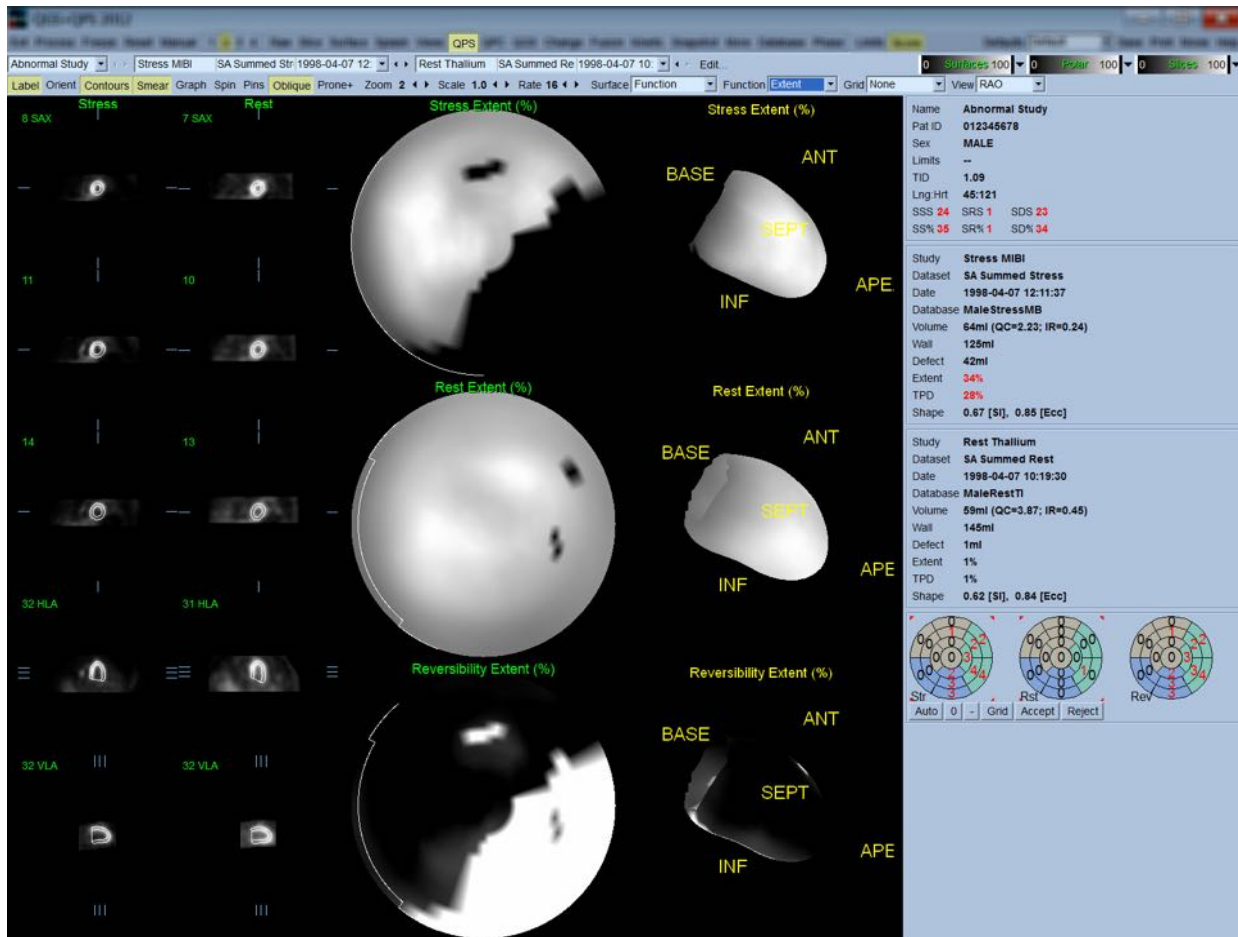 QGS+QPS 2012
QPS
Abnormal Study Stress MIBI SA Summed Str 1998-04-07 12: Rest Thallium SA Summed Re 1998-04-07 10: Edit... 0 Surfaces 100 0 Polar 100 0 Slices 100
Label Orient Contours Smear Graph Spin Pins Oblique Prone+ Zoom 2 Scale 1.0 Rate 16 Surface Function Function Extent Grid None View RAO
Stress Rest
8 SAX 7 SAX
11 10
14 13
32 HLA 31 HLA
32 VLA 32 VLA
Stress Extent (%) Stress Extent (%)
ANT
BASE
SEPT
INF
APE
Rest Extent (%) Rest Extent (%)
ANT
BASE
SEPT
INF
APE
Reversibility Extent (%) Reversibility Extent (%)
ANT
BASE
SEPT
INF
APE
Name Abnormal Study
Pat ID 012345678
Sex MALE
Limits --
TID 1.09
Lng:Hrt 45:121
SSS 24 SRS 1 SDS 23
SS% 35 SR% 1 SD% 34
Study Stress MIBI
Dataset SA Summed Stress
Date 1998-04-07 12:11:37
Database MaleStressMB
Volume 64ml (QC=2.23; IR=0.24)
Wall 125ml
Defect 42ml
Extent 34%
TPD 28%
Shape 0.67 [SI], 0.85 [Ecc]
Study Rest Thallium
Dataset SA Summed Rest
Date 1998-04-07 10:19:30
Database MaleRestTl
Volume 59ml (QC=3.87; IR=0.45)
Wall 145ml
Defect 1ml
Extent 1%
TPD 1%
Shape 0.62 [SI], 0.84 [Ecc]
Str Rst Rev
Auto 0 - Grid Accept Reject